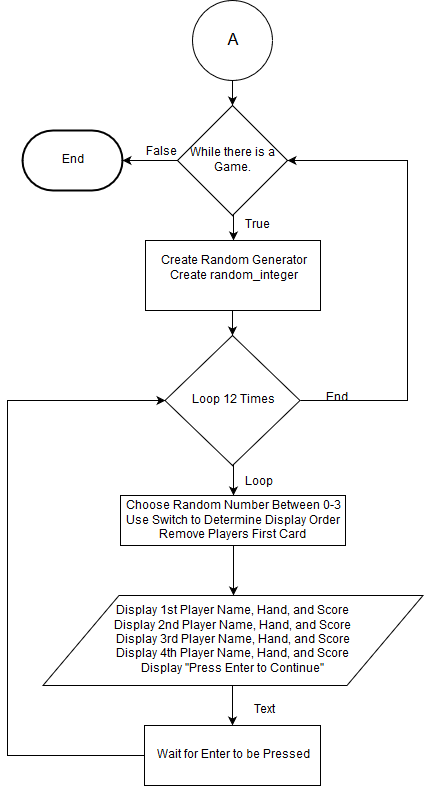 A
While there is a
Game.
False
End
True
Create Random Generator
Create random_integer
Loop 12 Times
End
Loop
Choose Random Number Between 0-3
Use Switch to Determine Display Order
Remove Players First Card
Display 1st Player Name, Hand, and Score
Display 2nd Player Name, Hand, and Score
Display 3rd Player Name, Hand, and Score
Display 4th Player Name, Hand, and Score
Display "Press Enter to Continue"
Text
Wait for Enter to be Pressed